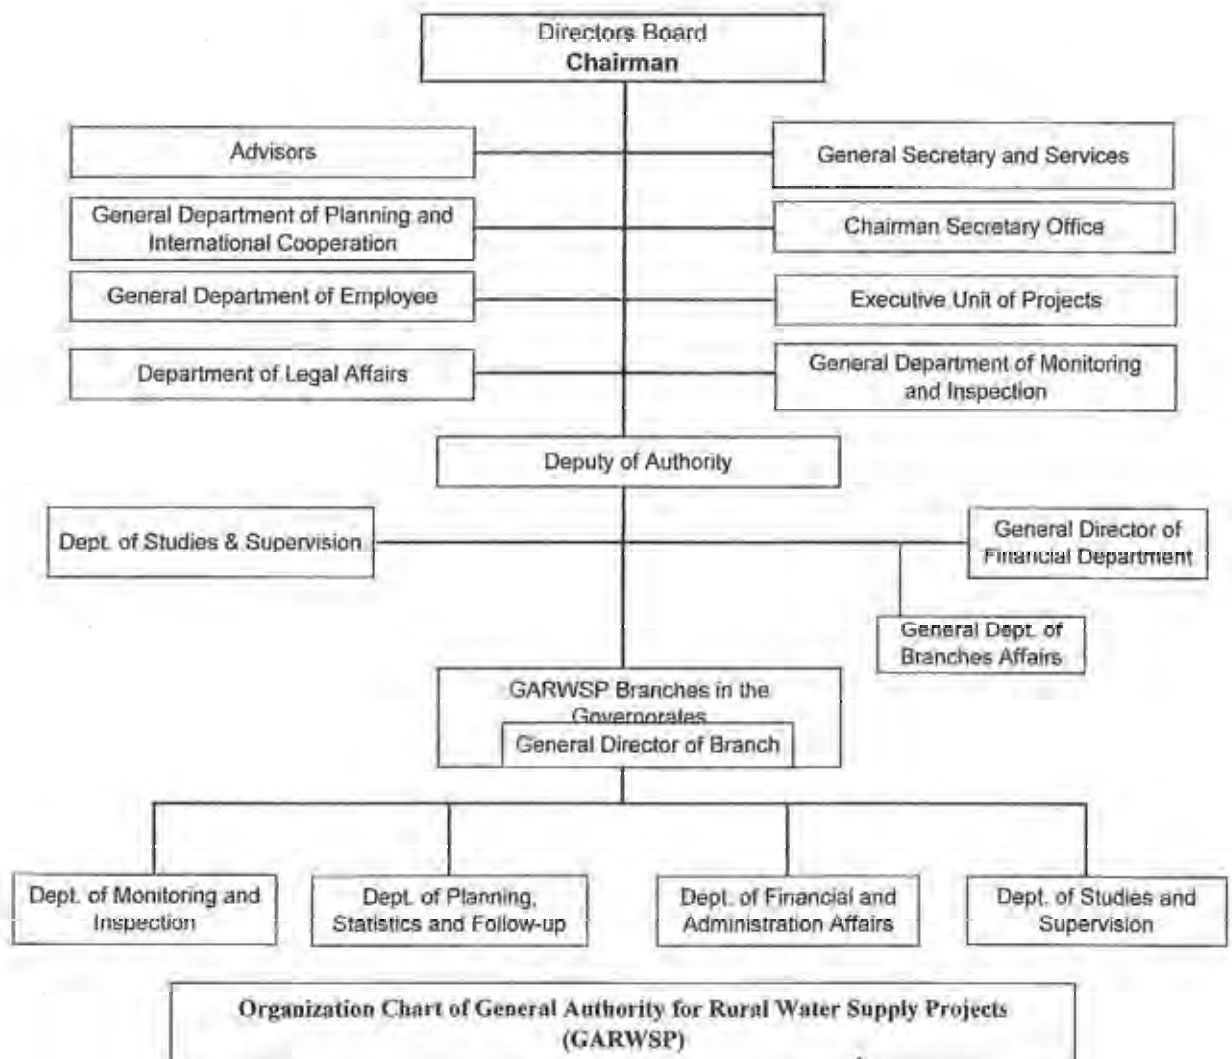 Directors Board
Chairman
Advisors
General Secretary and Services
General Department of Planning and
International Cooperation
Chairman Secretary Office
General Department of Employee
Executive Unit of Projects
Department of Legal Affairs
General Department of Monitoring
and Inspection
Deputy of Authority
Dept. of Studies & Supervision
General Director of
Financial Department
General Dept. of
Branches Affairs
GARWSP Branches in the
Governorates
General Director of Branch
Dept. of Monitoring and
Inspection
Dept. of Planning,
Statistics and Follow-up
Dept. of Financial and
Administration Affairs
Dept. of Studies and
Supervision
Organization Chart of General Authority for Rural Water Supply Projects
(GARWSP)